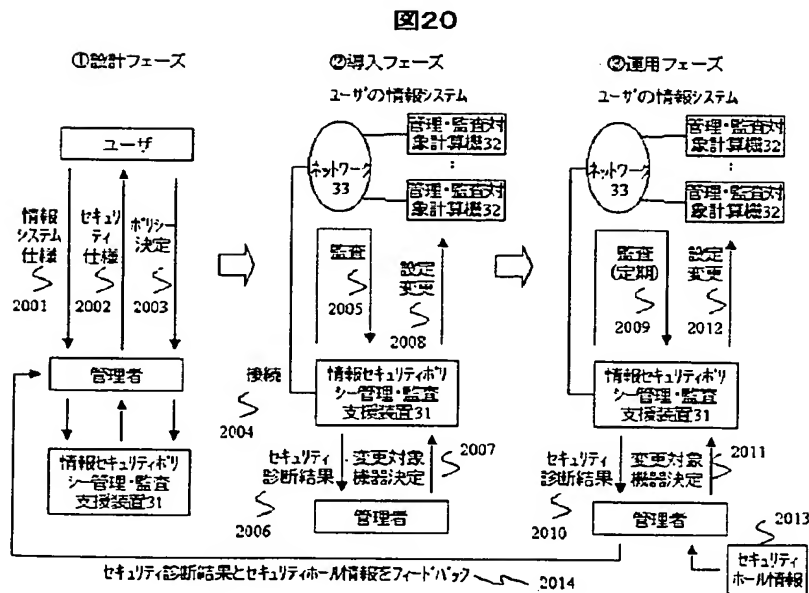 図20
①設計フェーズ
ユーザ
情報
システム
仕様
2001
セキュリ
ティ
仕様
2002
ポリシー
決定
2003
管理者
情報セキュリティポリ
シー管理・監査
支援装置31
②導入フェーズ
ユーザの情報システム
ネットワーク
33
管理・監査対
象計算機32
:
管理・監査対
象計算機32
監査
2005
設定
変更
2008
接続
2004
情報セキュリティポリ
シー管理・監査
支援装置31
セキュリティ
診断結果
2006
変更対象
機器決定
2007
管理者
③運用フェーズ
ユーザの情報システム
ネットワーク
33
管理・監査対
象計算機32
:
管理・監査対
象計算機32
監査
(定期)
2009
設定
変更
2012
情報セキュリティポリ
シー管理・監査
支援装置31
セキュリティ
診断結果
2010
変更対象
機器決定
2011
管理者
2013
セキュリティ
ホール情報
セキュリティ診断結果とセキュリティホール情報をフィードバック
2014